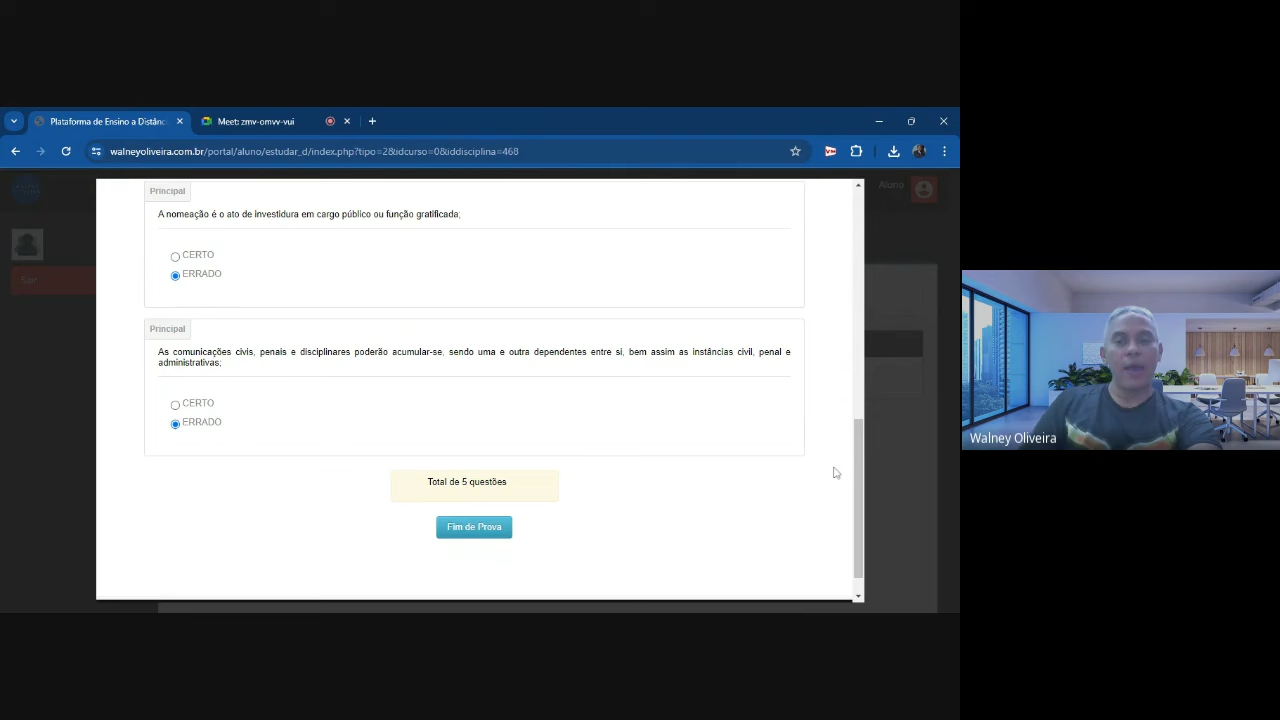 Plataforma de Ensino a Distânc
Meet: zmv-omvv-vui
walneyoliveira.com.br/portal/aluno/estudar_d/index.php?tipo=2&idcurso=0&iddisciplina=468
Aluno
Sair
Principal
A nomeação é o ato de investidura em cargo público ou função gratificada;
CERTO
ERRADO
Principal
As comunicações civis, penais e disciplinares poderão acumular-se, sendo uma e outra dependentes entre si, bem assim as instâncias civil, penal e
administrativas;
CERTO
ERRADO
Total de 5 questões
Fim de Prova
Walney Oliveira